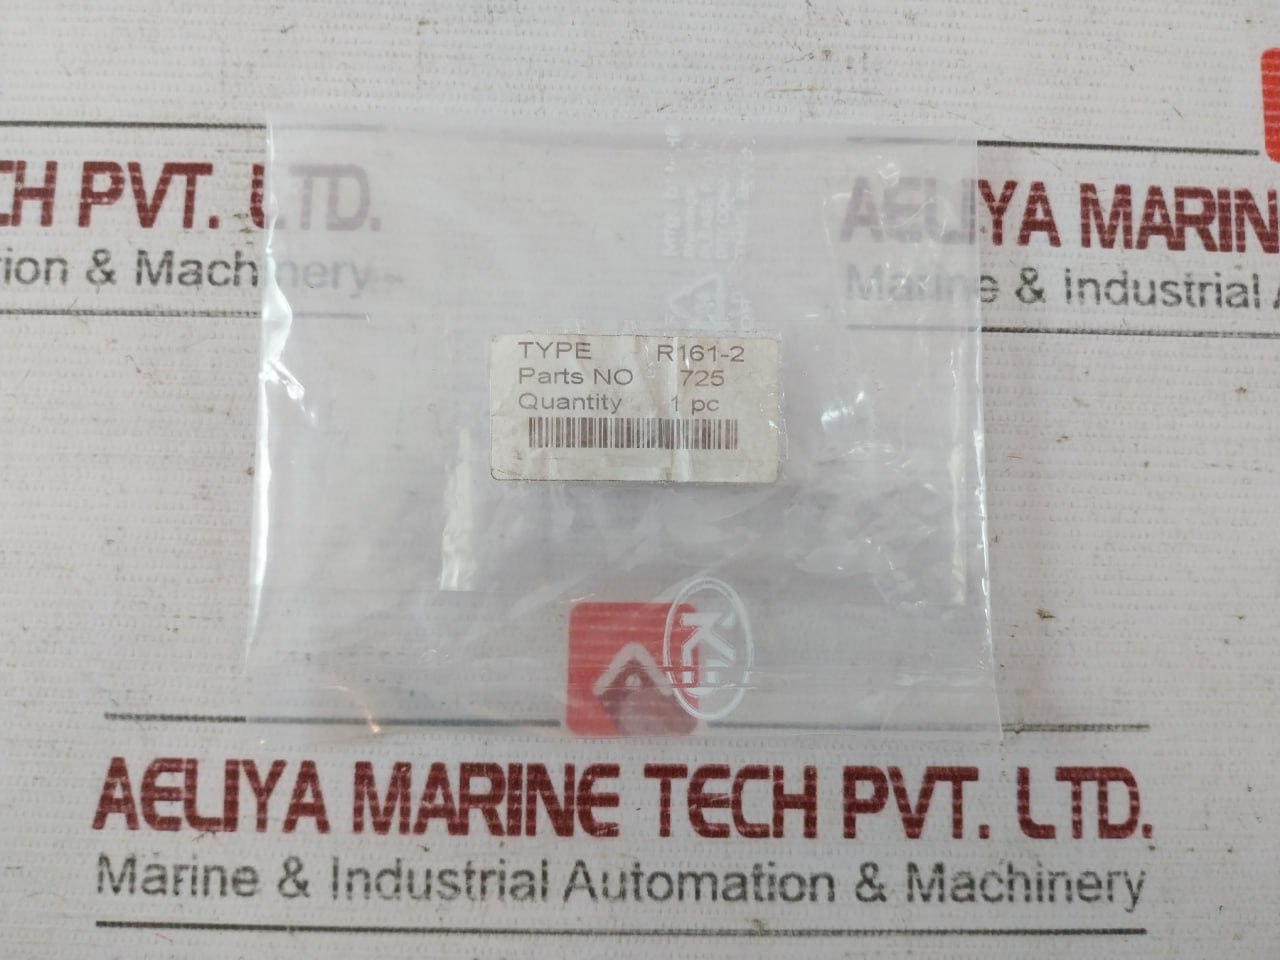 CH PVT. LTD.
tion & Machinery
AELIYA MARIN
Marine & Industrial A
TYPE R161-2
Parts NO 725
Quantity 1 pc
AELIYA MARINE TECH PVT. LTD.
Marine & Industrial Automation & Machinery